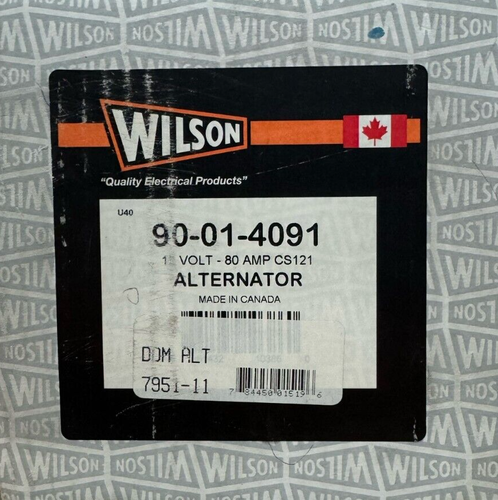 WILSON
"Quality Electrical Products"
U40
90-01-4091
VOLT - 80 AMP CS121
ALTERNATOR
MADE IN CANADA
DOM ALT
7951-11